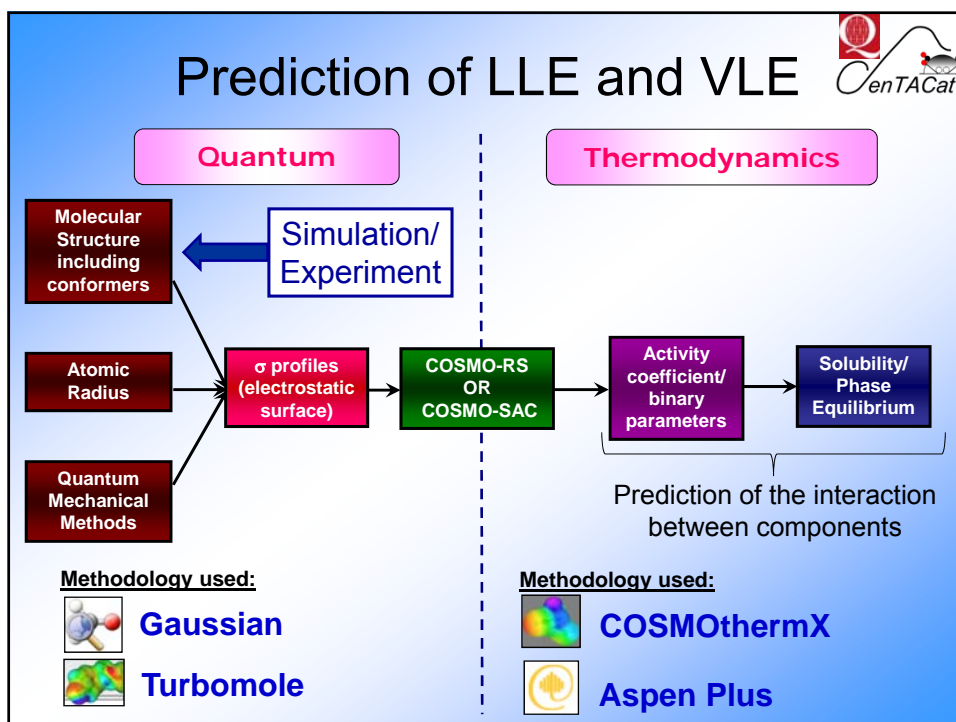 Prediction of LLE and VLE
Q
CenTACat
Quantum
Thermodynamics
Molecular
Structure
including
conformers
Simulation/
Experiment
Atomic
Radius
σ profiles
(electrostatic
surface)
COSMO-RS
OR
COSMO-SAC
Activity
coefficient/
binary
parameters
Solubility/
Phase
Equilibrium
Quantum
Mechanical
Methods
Prediction of the interaction
between components
Methodology used:
Gaussian
Turbomole
Methodology used:
COSMOthermX
Aspen Plus